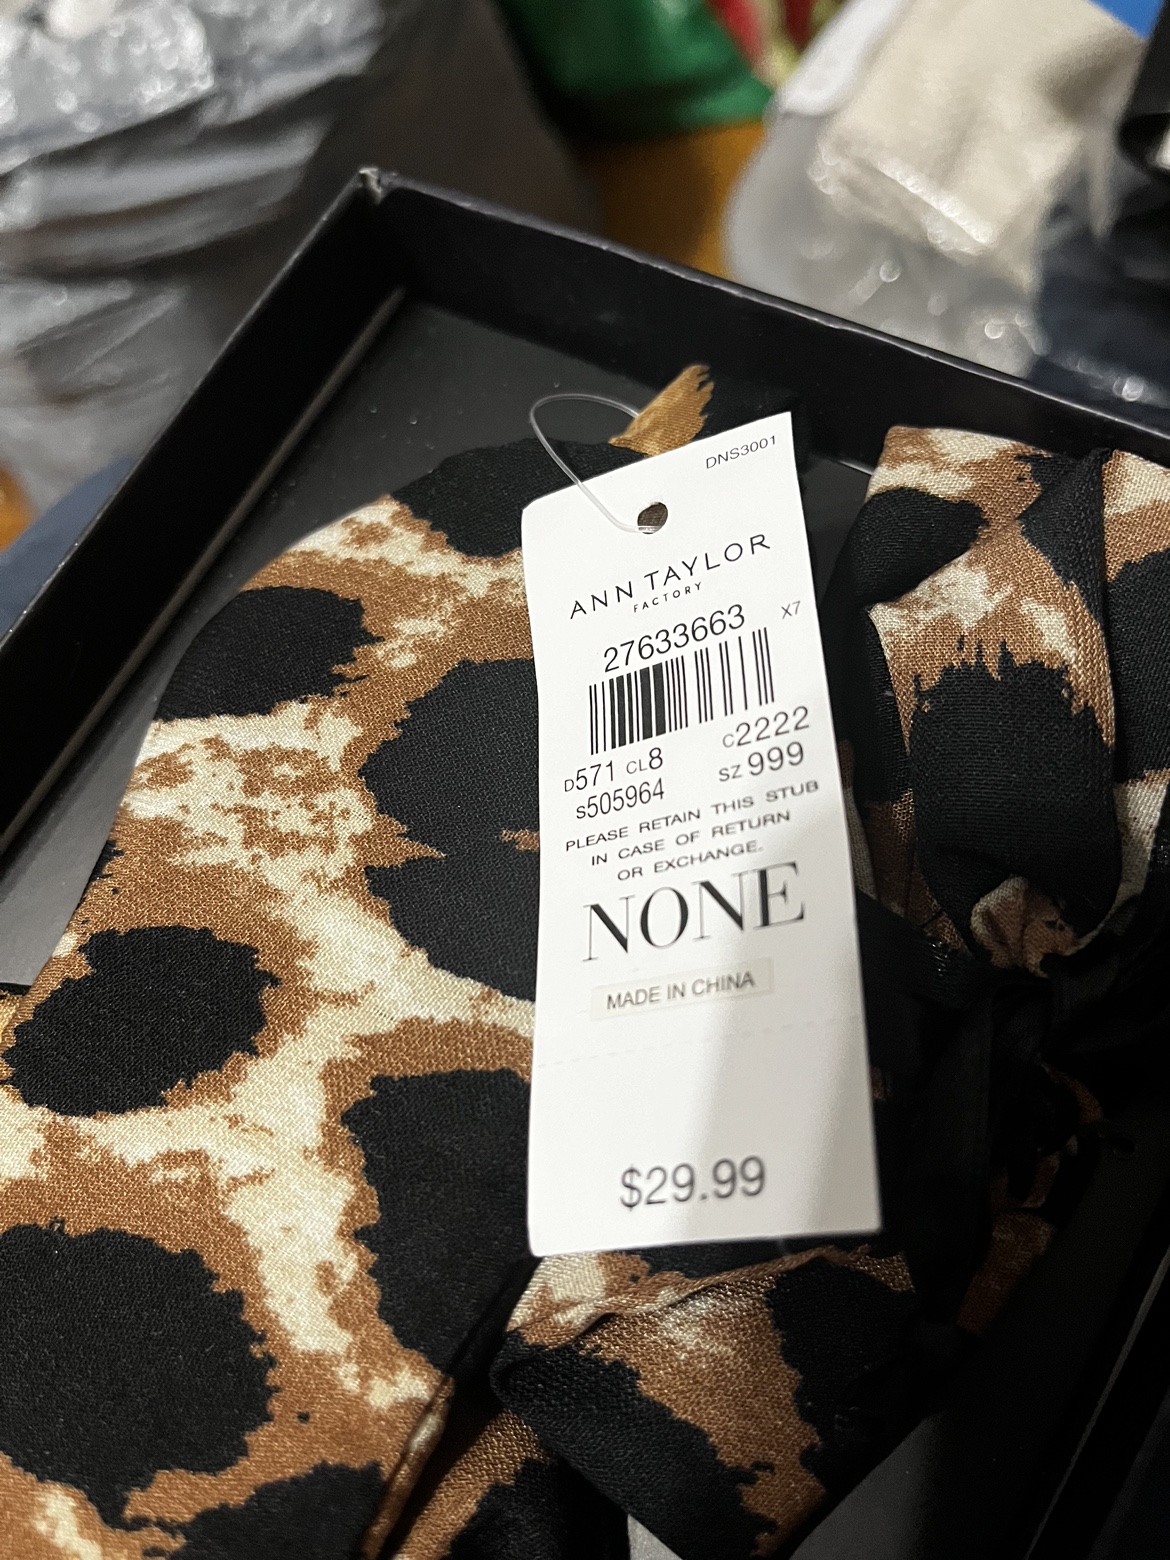 DNS3001
ANN TAYLOR
FACTORY
27633663 X7
D571 CL8 C2222
S505964 SZ 999
PLEASE RETAIN THIS STUB
IN CASE OF RETURN
OR EXCHANGE.
NONE
MADE IN CHINA
$29.99